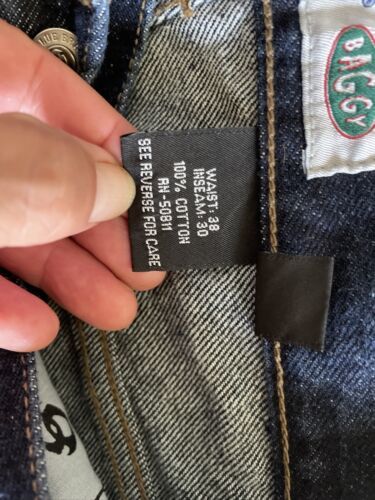 WAIST: 38
INSEAM: 30
100% COTTON
RN-50811
SEE REVERSE FOR CARE
BAGGY